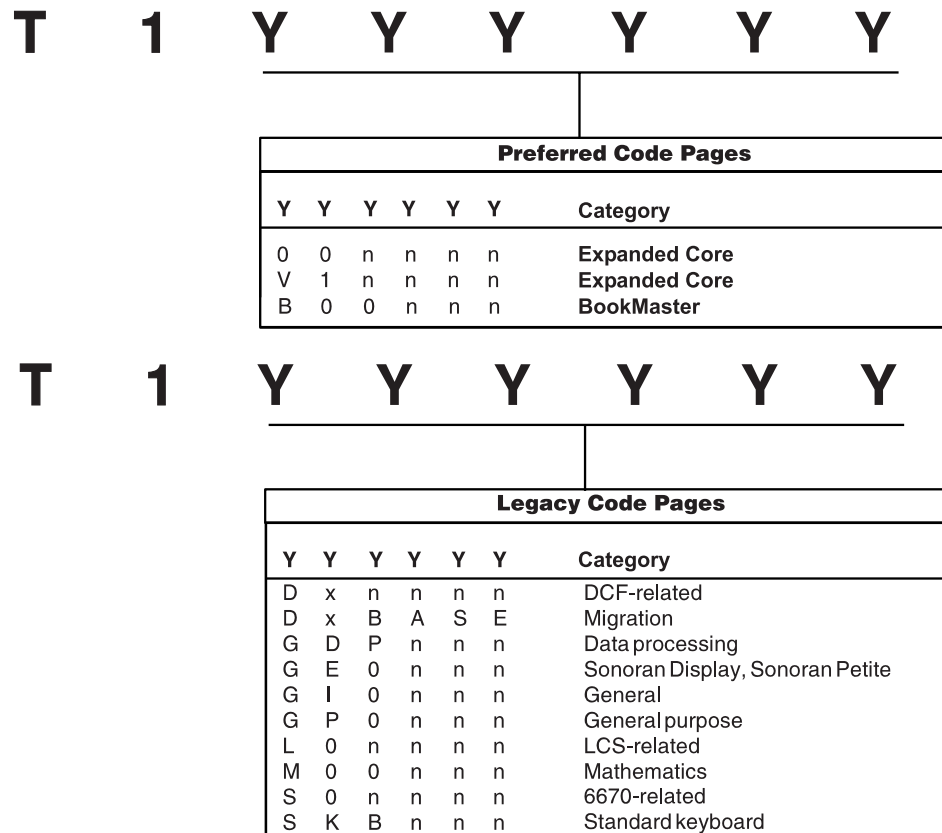 T 1 Y Y Y Y Y Y
Preferred Code Pages
Y Y Y Y Y Y Category
0 0 n n n n Expanded Core
V 1 n n n n Expanded Core
B 0 0 n n n BookMaster
T 1 Y Y Y Y Y Y
Legacy Code Pages
Y Y Y Y Y Y Category
D x n n n n DCF-related
D x B A S E Migration
G D P n n n Data processing
G E 0 n n n Sonoran Display, Sonoran Petite
G I 0 n n n General
G P 0 n n n General purpose
L 0 n n n n LCS-related
M 0 0 n n n Mathematics
S 0 n n n n 6670-related
S K B n n n Standard keyboard